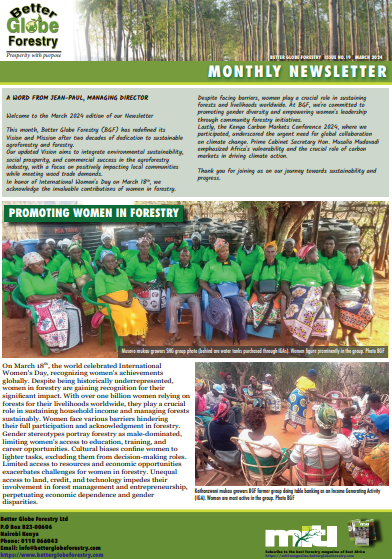 Better
Globe
Forestry
Prosperity with purpose
BETTER GLOBE FORESTRY ISSUE NO.19 MARCH 2024
MONTHLY NEWSLETTER
A WORD FROM JEAN-PAUL, MANAGING DIRECTOR
Welcome to the March 2024 edition of our Newsletter
This month, Better Globe Forestry (BGF) has redefined its
Vision and Mission after two decades of dedication to sustainable
agroforestry and forestry.
Our updated Vision aims to integrate environmental sustainability,
social prosperity, and commercial success in the agroforestry
industry, with a focus on positively impacting local communities
while meeting wood trade demands.
In honor of International Women's Day on March 18th, we
acknowledge the invaluable contributions of women in forestry.
Despite facing barriers, women play a crucial role in sustaining
forests and livelihoods worldwide. At BGF, we're committed to
promoting gender diversity and empowering women's leadership
through community forestry initiatives.
Lastly, the Kenya Carbon Markets Conference 2024, where we
participated, underscored the urgent need for global collaboration
on climate change. Prime Cabinet Secretary Hon. Musalia Mudavadi
emphasized Africa's vulnerability and the crucial role of carbon
markets in driving climate action.
Thank you for joining us on our journey towards sustainability and
progress.
PROMOTING WOMEN IN FORESTRY
mukau growers SHG group photo (behind are water tanks purchased through IGAs). Women figure prominently in the group. Photo BGF
On March 18th, the world celebrated International
Women's Day, recognizing women's achievements
globally. Despite being historically underrepresented,
women in forestry are gaining recognition for their
significant impact. With over one billion women relying on
forests for their livelihoods worldwide, they play a crucial
role in sustaining household income and managing forests
sustainably. Women face various barriers hindering
their full participation and acknowledgment in forestry.
Gender stereotypes portray forestry as male-dominated,
limiting women's access to education, training, and
career opportunities. Cultural biases confine women to
lighter tasks, excluding them from decision-making roles.
Limited access to resources and economic opportunities
exacerbates challenges for women in forestry. Unequal
access to land, credit, and technology impedes their
involvement in forest management and entrepreneurship,
perpetuating economic dependence and gender
disparities.
mukau growers BGF farmer group doing table banking as an Income Generating Activity
(IGA). Women are most active in the group. Photo BGF
Better Globe Forestry Ltd
P.O Box 823-00606
Nairobi Kenya
Phone: 0710 066043
Email: info@betterglobeforestry.com
https://www.betterglobeforestry.com
miti
Subscribe to the best forestry magazine of East Africa